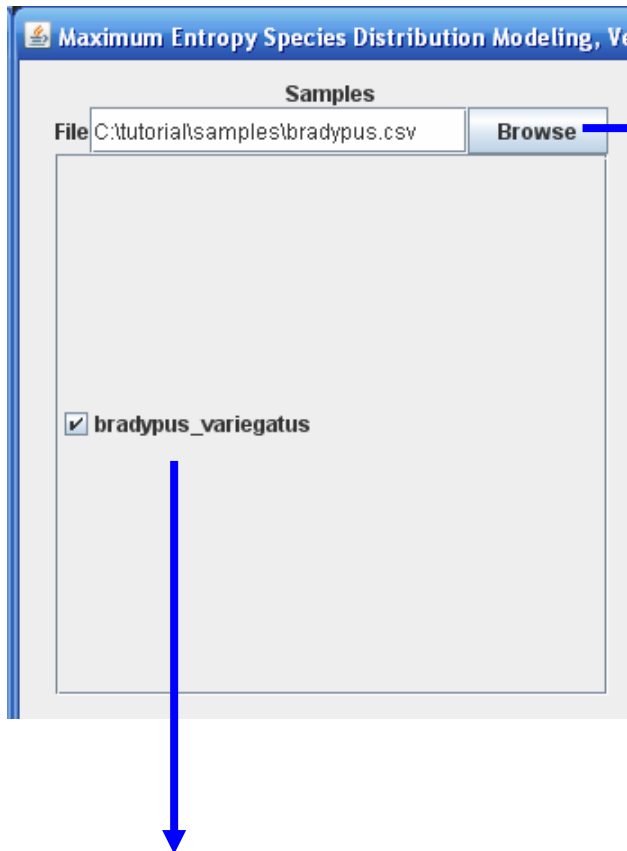 Maximum Entropy Species Distribution Modeling, Ve
Samples
File C:\tutorial\samples\bradypus.csv Browse
bradypus_variegatus